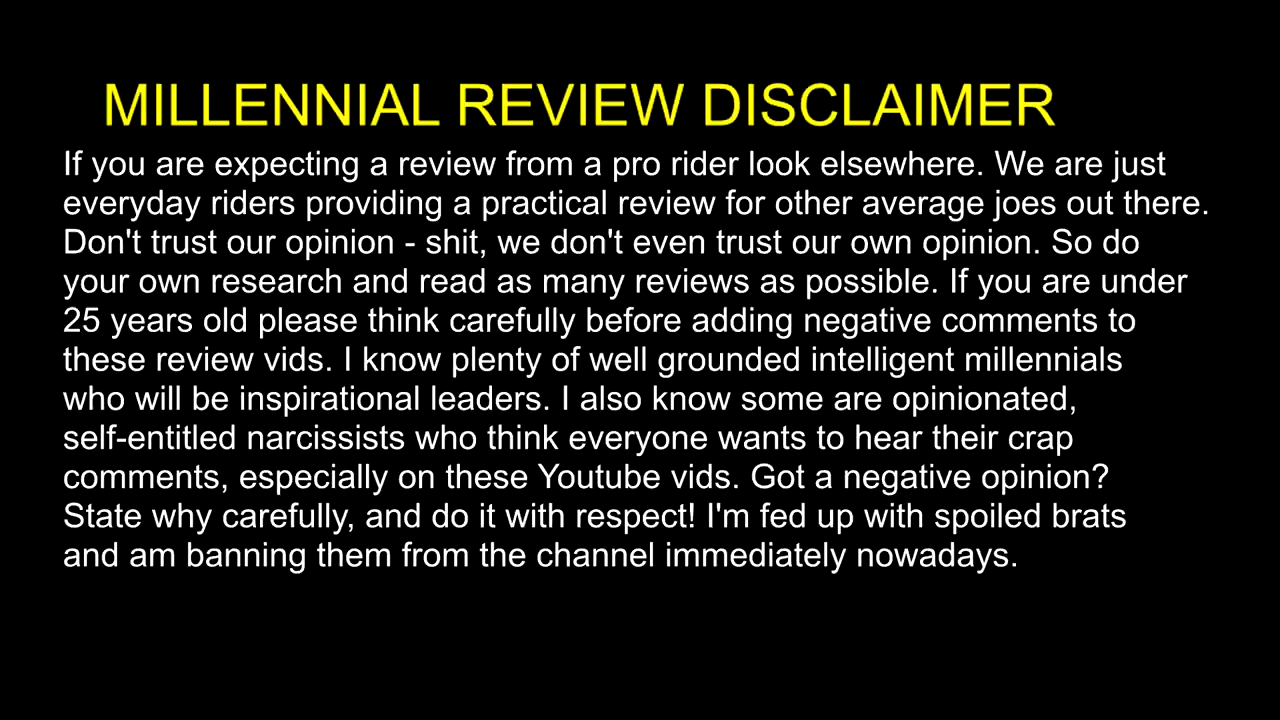 MILLENNIAL REVIEW DISCLAIMER
If you are expecting a review from a pro rider look elsewhere. We are just
everyday riders providing a practical review for other average joes out there.
Don't trust our opinion - shit, we don't even trust our own opinion. So do
your own research and read as many reviews as possible. If you are under
25 years old please think carefully before adding negative comments to
these review vids. I know plenty of well grounded intelligent millennials
who will be inspirational leaders. I also know some are opinionated,
self-entitled narcissists who think everyone wants to hear their crap
comments, especially on these Youtube vids. Got a negative opinion?
State why carefully, and do it with respect! I'm fed up with spoiled brats
and am banning them from the channel immediately nowadays.